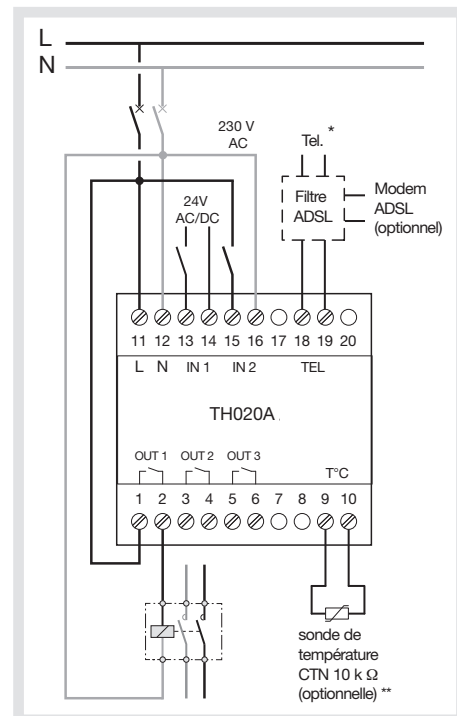 L
N
230 V
AC
Tel. *
24V
AC/DC
Filtre
ADSL
Modem
ADSL
(optionnel)
11 12 13 14 15 16 17 18 19 20
L N IN 1 IN 2 TEL
TH020A
OUT 1 OUT 2 OUT 3
T°C
1 2 3 4 5 6 7 8 9 10
sonde de
température
CTN 10 k Ω
(optionnelle) **